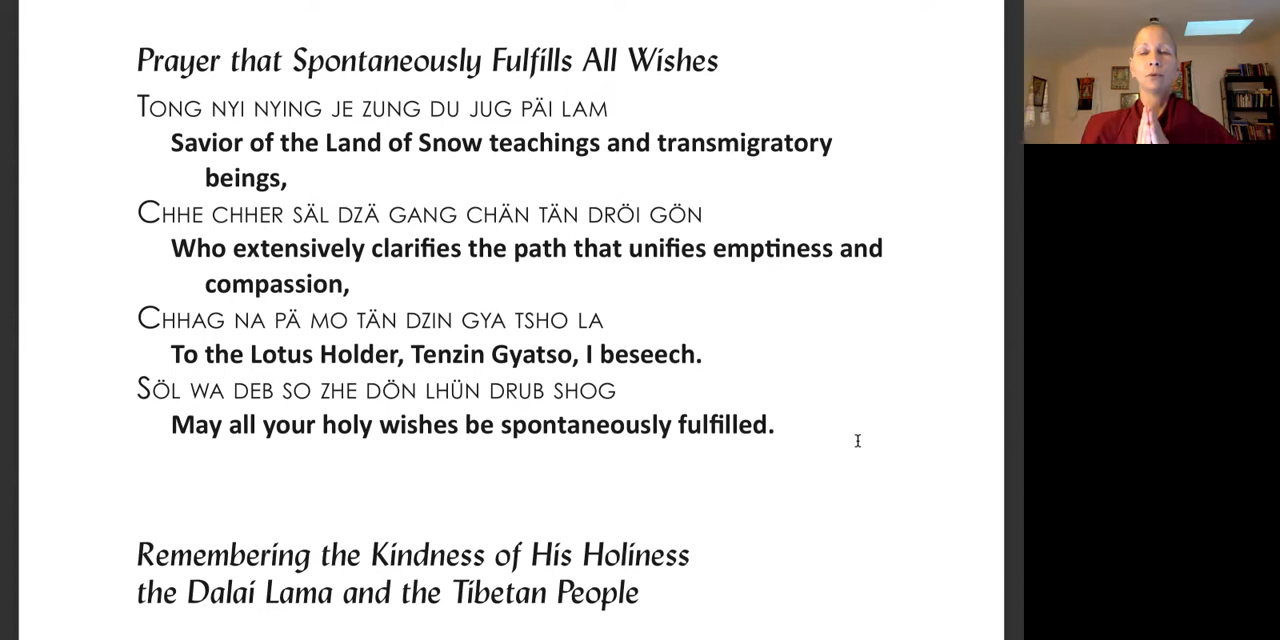 Prayer that Spontaneously Fulfills All Wishes
TONG NYI NYING JE ZUNG DU JUG PÄI LAM
Savior of the Land of Snow teachings and transmigratory
beings,
CHHE CHHER SÄL DZÄ GANG CHÄN TÄN DRÖI GÖN
Who extensively clarifies the path that unifies emptiness and
compassion,
CHHAG NA PÄ MO TÄN DZIN GYA TSHO LA
To the Lotus Holder, Tenzin Gyatso, I beseech.
SÖL WA DEB SO ZHE DÖN LHÜN DRUB SHOG
May all your holy wishes be spontaneously fulfilled.
Remembering the Kindness of His Holiness
the Dalai Lama and the Tibetan People